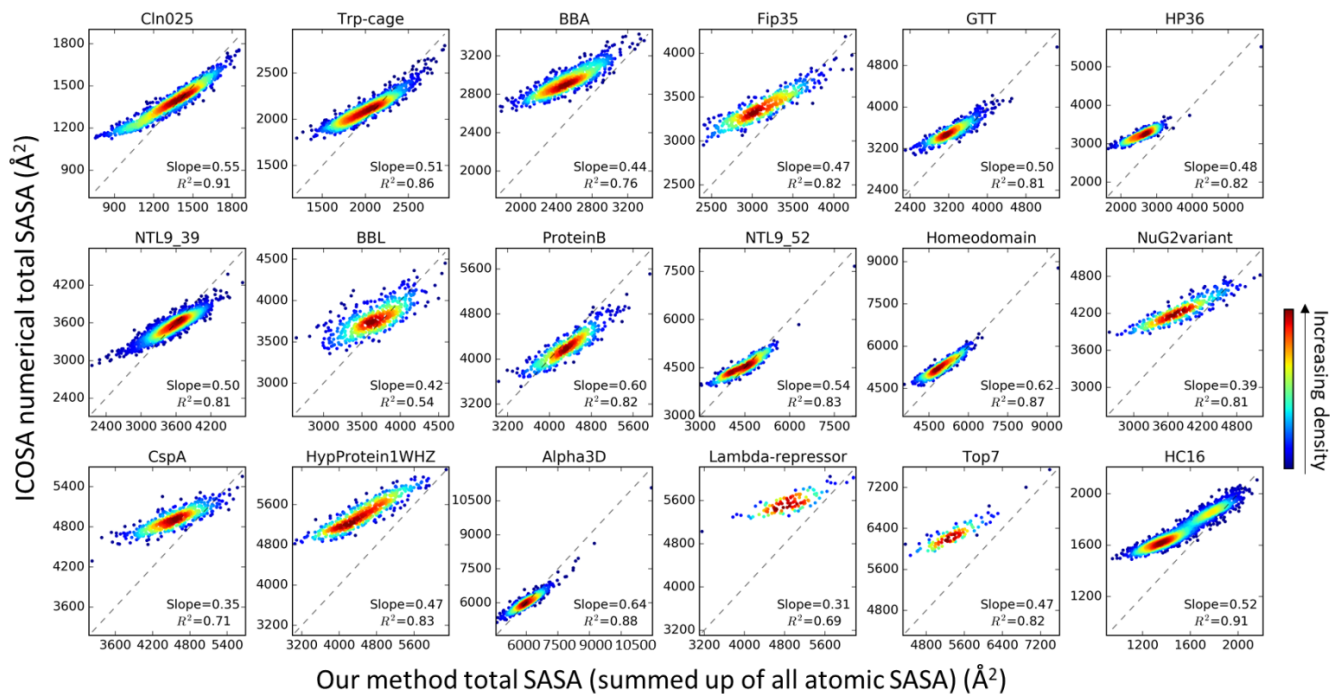 ICOSA numerical total SASA (Å²)
Cln025
1800
1500
1200
900
900 1200 1500 1800
Slope=0.55
R²=0.91
Trp-cage
2500
2000
1500
1500 2000 2500
Slope=0.51
R²=0.86
BBA
3200
2800
2400
2000
2000 2400 2800 3200
Slope=0.44
R²=0.76
Fip35
4000
3500
3000
2500
2500 3000 3500 4000
Slope=0.47
R²=0.82
GTT
4800
4000
3200
2400
2400 3200 4000 4800
Slope=0.50
R²=0.81
HP36
5000
4000
3000
2000
2000 3000 4000 5000
Slope=0.48
R²=0.82
NTL9_39
4200
3600
3000
2400
2400 3000 3600 4200
Slope=0.50
R²=0.81
BBL
4500
4000
3500
3000
3000 3500 4000 4500
Slope=0.42
R²=0.54
ProteinB
5600
4800
4000
3200
3200 4000 4800 5600
Slope=0.60
R²=0.82
NTL9_52
7500
6000
4500
3000
3000 4500 6000 7500
Slope=0.54
R²=0.83
Homeodomain
9000
7500
6000
4500
4500 6000 7500 9000
Slope=0.62
R²=0.87
NuG2variant
4800
4200
3600
3000
3000 3600 4200 4800
Slope=0.39
R²=0.81
CspA
5400
4800
4200
3600
3600 4200 4800 5400
Slope=0.35
R²=0.71
HypProtein1WHZ
5600
4800
4000
3200
3200 4000 4800 5600
Slope=0.47
R²=0.83
Alpha3D
10500
9000
7500
6000
6000 7500 9000 10500
Slope=0.64
R²=0.88
Lambda-repressor
5600
4800
4000
3200
3200 4000 4800 5600
Slope=0.31
R²=0.69
Top7
7200
6400
5600
4800
4800 5600 6400 7200
Slope=0.47
R²=0.82
HC16
2000
1600
1200
1200 1600 2000
Slope=0.52
R²=0.91
Increasing density
Our method total SASA (summed up of all atomic SASA) (Å²)